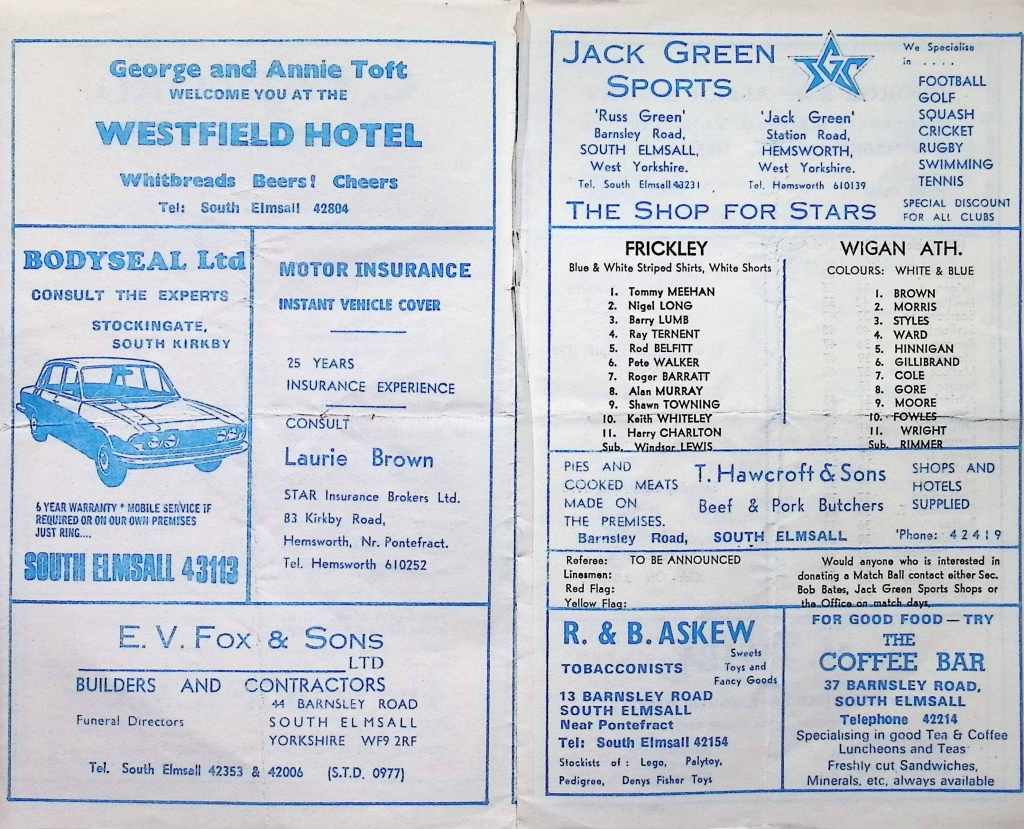 George and Annie Toft
WELCOME YOU AT THE
WESTFIELD HOTEL
Whitbreads Beers! Cheers
Tel: South Elmsall 42804
BODYSEAL Ltd
CONSULT THE EXPERTS
STOCKINGATE,
SOUTH KIRKBY
6 YEAR WARRANTY * MOBILE SERVICE IF
REQUIRED OR ON OUR OWN PREMISES
JUST RING....
SOUTH ELMSALL 43113
MOTOR INSURANCE
INSTANT VEHICLE COVER
25 YEARS
INSURANCE EXPERIENCE
CONSULT
Laurie Brown
STAR Insurance Brokers Ltd.
83 Kirkby Road,
Hemsworth, Nr. Pontefract.
Tel. Hemsworth 610252
E. V. Fox & Sons
LTD
BUILDERS AND CONTRACTORS
44 BARNSLEY ROAD
Funeral Directors SOUTH ELMSALL
YORKSHIRE WF9 2RF
Tel. South Elmsall 42353 & 42006 (S.T.D. 0977)
JACK GREEN
SPORTS
JGS
We Specialise
in . . . .
FOOTBALL
GOLF
SQUASH
CRICKET
RUGBY
SWIMMING
TENNIS
'Russ Green'
Barnsley Road,
SOUTH ELMSALL,
West Yorkshire.
Tel. South Elmsall 43231
'Jack Green'
Station Road,
HEMSWORTH,
West Yorkshire.
Tel. Hemsworth 610139
THE SHOP FOR STARS
SPECIAL DISCOUNT
FOR ALL CLUBS
FRICKLEY
Blue & White Striped Shirts, White Shorts
1. Tommy MEEHAN
2. Nigel LONG
3. Barry LUMB
4. Ray TERNENT
5. Rod BELFITT
6. Pete WALKER
7. Roger BARRATT
8. Alan MURRAY
9. Shawn TOWNING
10. Keith WHITELEY
11. Harry CHARLTON
Sub. Windsor LEWIS
WIGAN ATH.
COLOURS: WHITE & BLUE
1. BROWN
2. MORRIS
3. STYLES
4. WARD
5. HINNIGAN
6. GILLIBRAND
7. COLE
8. GORE
9. MOORE
10. FOWLES
11. WRIGHT
Sub. RIMMER
PIES AND
COOKED MEATS
MADE ON
THE PREMISES.
T. Hawcroft & Sons
Beef & Pork Butchers
SHOPS AND
HOTELS
SUPPLIED
Barnsley Road, SOUTH ELMSALL 'Phone: 42419
Referee: TO BE ANNOUNCED
Linesmen:
Red Flag:
Yellow Flag:
Would anyone who is interested in
donating a Match Ball contact either Sec.
Bob Bates, Jack Green Sports Shops or
the Office on match days.
R. & B. ASKEW
TOBACCONISTS
Sweets
Toys and
Fancy Goods
13 BARNSLEY ROAD
SOUTH ELMSALL
Near Pontefract
Tel: South Elmsall 42154
Stockists of : Lego, Palytoy,
Pedigree, Denys Fisher Toys
FOR GOOD FOOD — TRY
THE
COFFEE BAR
37 BARNSLEY ROAD,
SOUTH ELMSALL
Telephone 42214
Specialising in good Tea & Coffee
Luncheons and Teas
Freshly cut Sandwiches,
Minerals, etc, always available